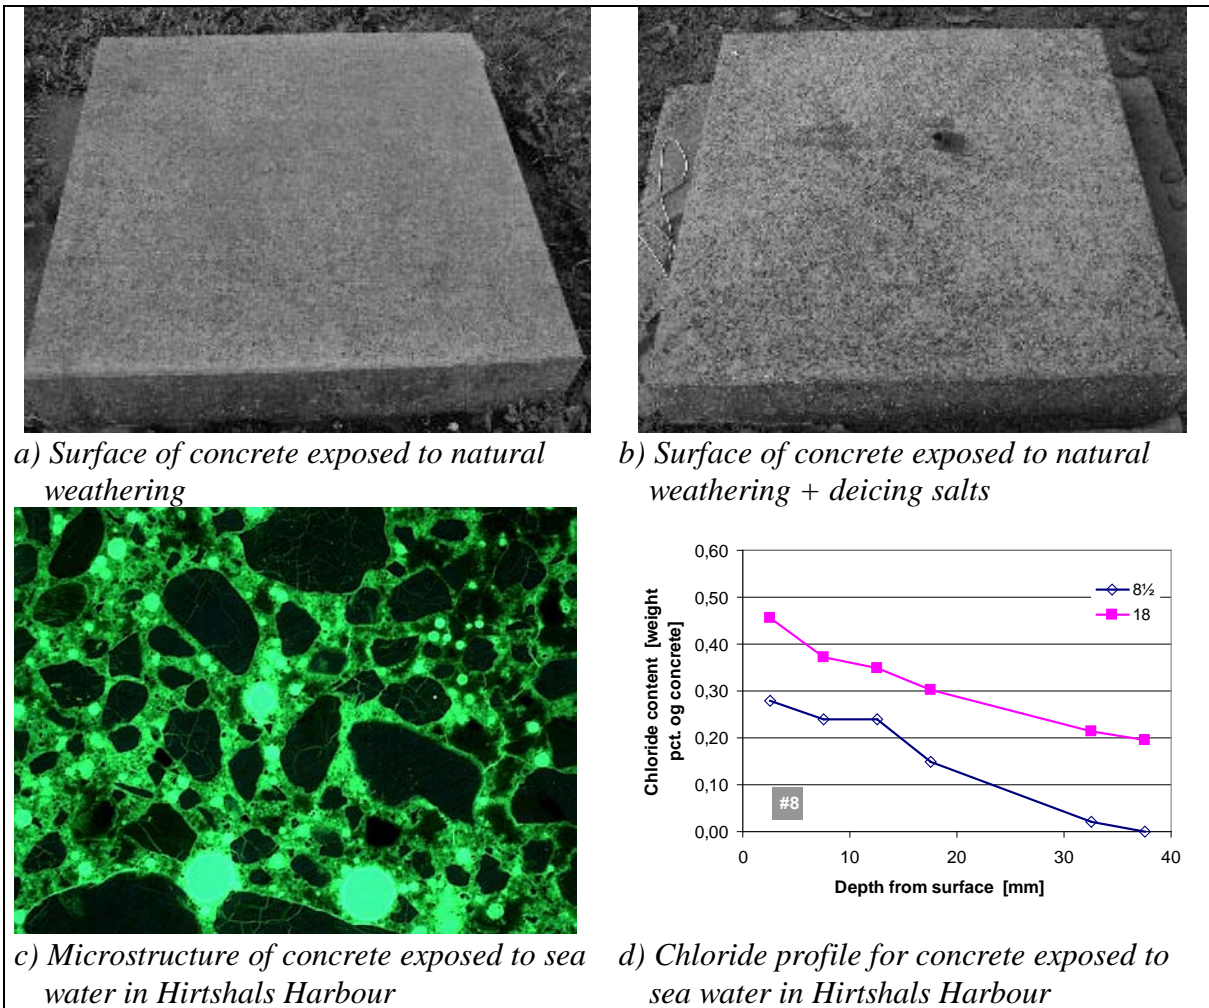 a) Surface of concrete exposed to natural
weathering
b) Surface of concrete exposed to natural
weathering + deicing salts
0,60
0,50
0,40
0,30
0,20
0,10
0,00
Chloride content [weight
pct. og concrete]
8½
18
#8
0
10
20
30
40
Depth from surface [mm]
c) Microstructure of concrete exposed to sea
water in Hirtshals Harbour
d) Chloride profile for concrete exposed to
sea water in Hirtshals Harbour